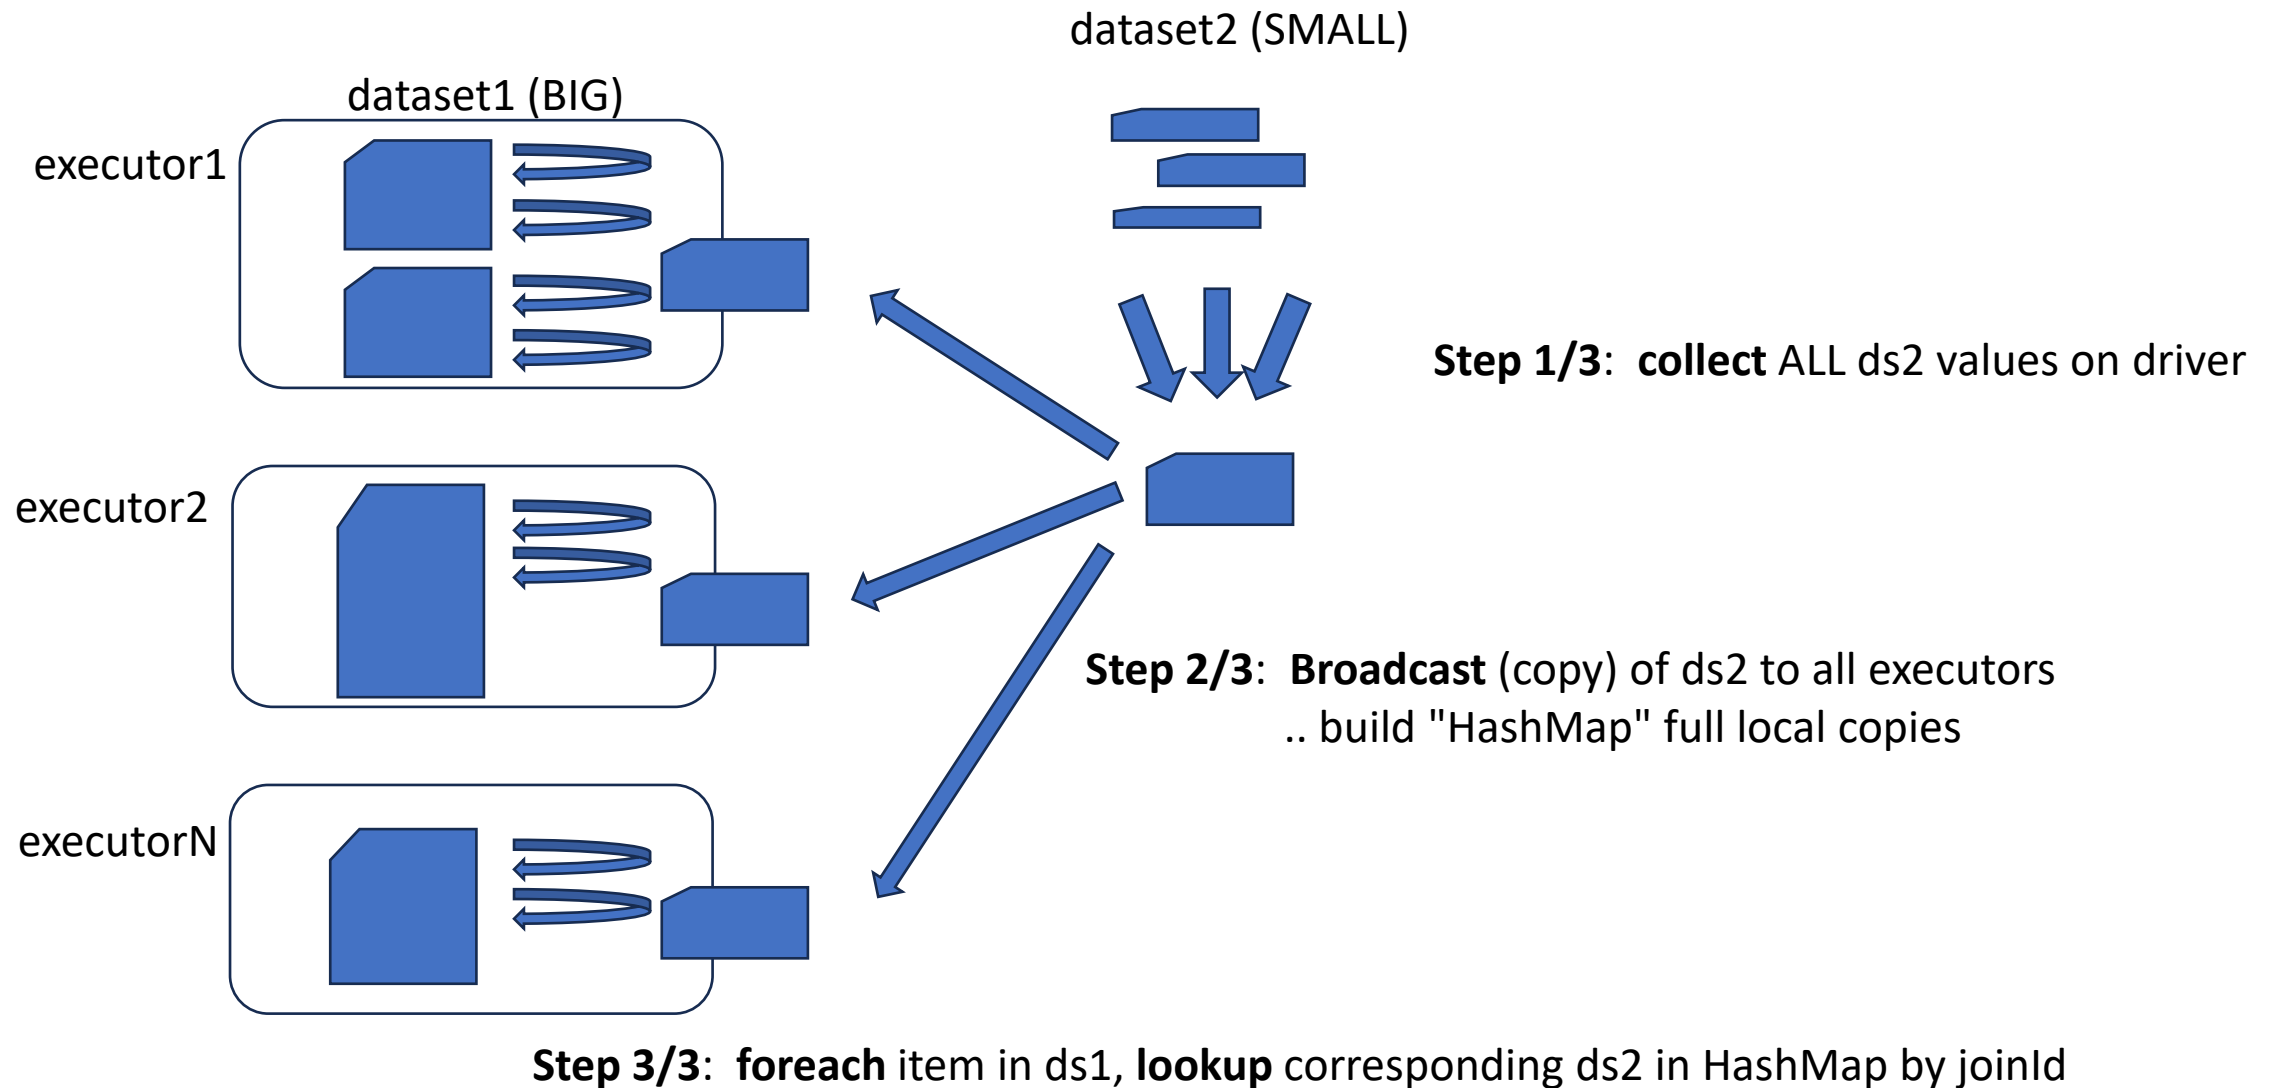 dataset2 (SMALL)
dataset1 (BIG)
executor1
Step 1/3:  collect ALL ds2 values on driver
executor2
Step 2/3:  Broadcast (copy) of ds2 to all executors
.. build "HashMap" full local copies
executorN
Step 3/3:  foreach item in ds1, lookup corresponding ds2 in HashMap by joinId